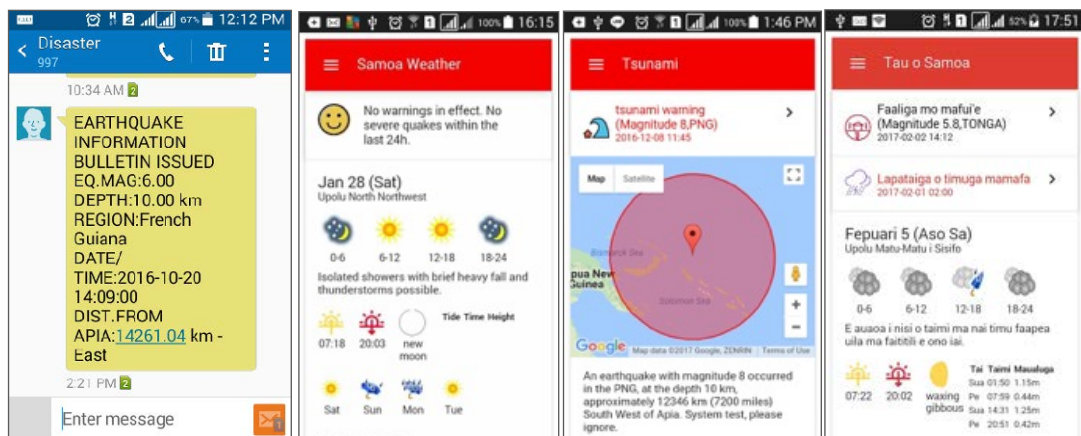 67% 12:12 PM
Disaster
997
10:34 AM 2
EARTHQUAKE
INFORMATION
BULLETIN ISSUED
EQ.MAG:6.00
DEPTH:10.00 km
REGION:French
Guiana
DATE/
TIME:2016-10-20
14:09:00
DIST.FROM
APIA:14261.04 km -
East
2:21 PM 2
Enter message
1
100% 16:15
Samoa Weather
No warnings in effect. No
severe quakes within the
last 24h.
Jan 28 (Sat)
Upolu North Northwest
0-6 6-12 12-18 18-24
Isolated showers with brief heavy fall and
thunderstorms possible.
Tide Time Height
07:18 20:03 new
moon
Sat Sun Mon Tue
100% 1:46 PM
Tsunami
tsunami warning
(Magnitude 8,PNG)
2016-12-08 11:45
Map Satellite
Bismarck Sea
pua New
Guinea
Solomon Sea
+
−
Google Map data ©2017 Google, ZENRIN Terms of Use
An earthquake with magnitude 8 occurred
in the PNG, at the depth 10 km,
approximately 12346 km (7200 miles)
South West of Apia. System test, please
ignore.
52% 17:51
Tau o Samoa
Faaliga mo mafui'e
(Magnitude 5.8,TONGA)
2017-02-02 14:12
Lapataiga o timuga mamafa
2017-02-01 02:00
Fepuari 5 (Aso Sa)
Upolu Matu-Matu i Sisifo
0-6 6-12 12-18 18-24
E auaoa i nisi o taimi ma nai timu faapea
uila ma faititili e ono iai.
Tai Taimi Maualuga
Sua 01:50 1.15m
07:22 20:02 waxing Pe 07:59 0.44m
gibbous Sua 14:31 1.25m
Pe 20:51 0.42m